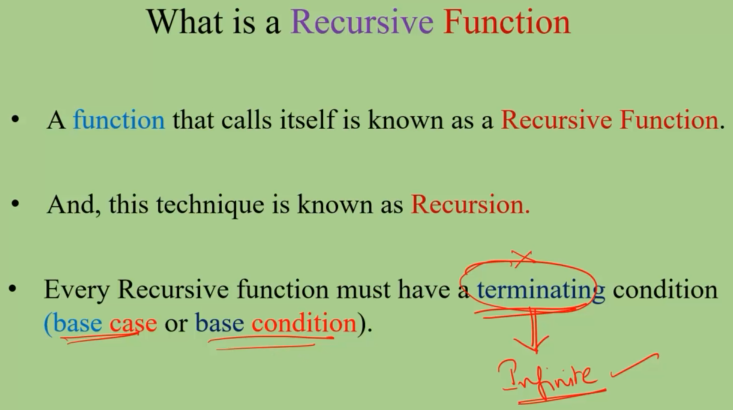 What is a Recursive Function
• A function that calls itself is known as a Recursive Function.
• And, this technique is known as Recursion.
• Every Recursive function must have a terminating condition
(base case or base condition).
Infinite